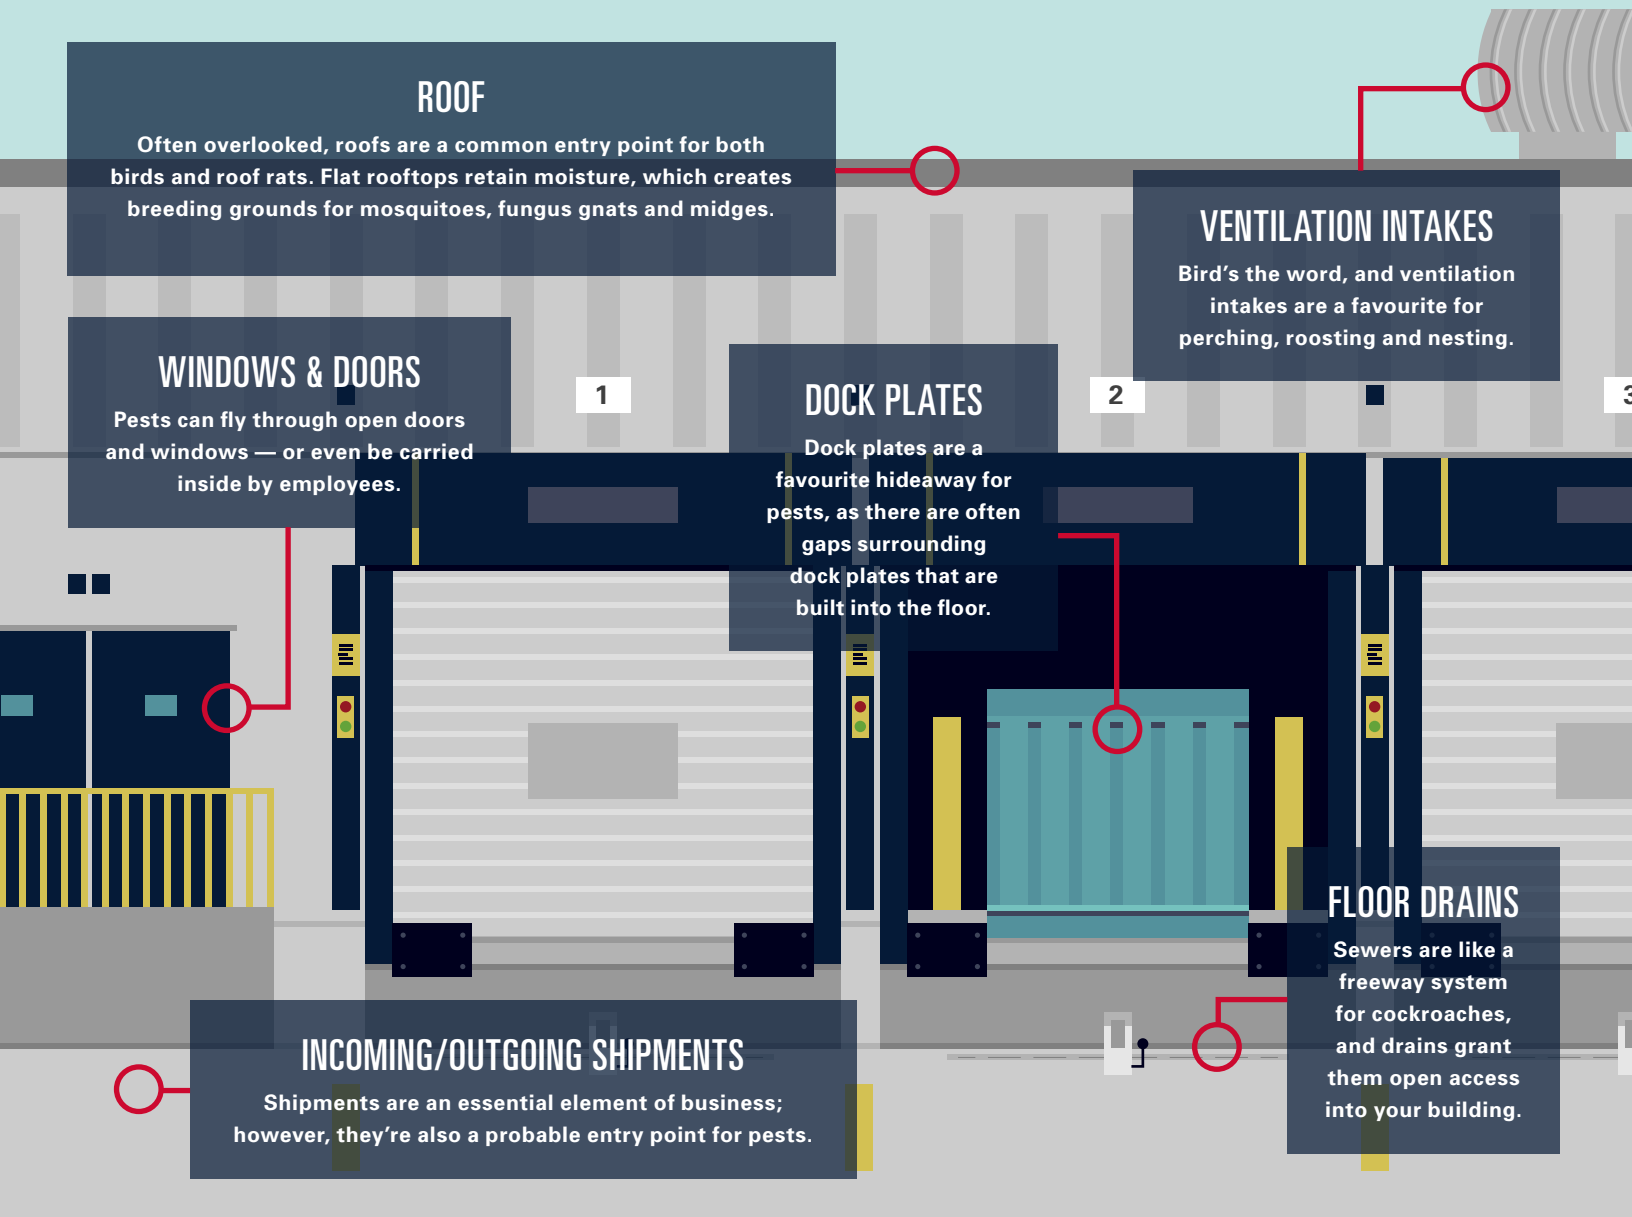 ROOF
Often overlooked, roofs are a common entry point for both
birds and roof rats. Flat rooftops retain moisture, which creates
breeding grounds for mosquitoes, fungus gnats and midges.
VENTILATION INTAKES
Bird’s the word, and ventilation
intakes are a favourite for
perching, roosting and nesting.
WINDOWS & DOORS
Pests can fly through open doors
and windows — or even be carried
inside by employees.
1
DOCK PLATES
Dock plates are a
favourite hideaway for
pests, as there are often
gaps surrounding
dock plates that are
built into the floor.
2
3
FLOOR DRAINS
Sewers are like a
freeway system
for cockroaches,
and drains grant
them open access
into your building.
INCOMING/OUTGOING SHIPMENTS
Shipments are an essential element of business;
however, they’re also a probable entry point for pests.